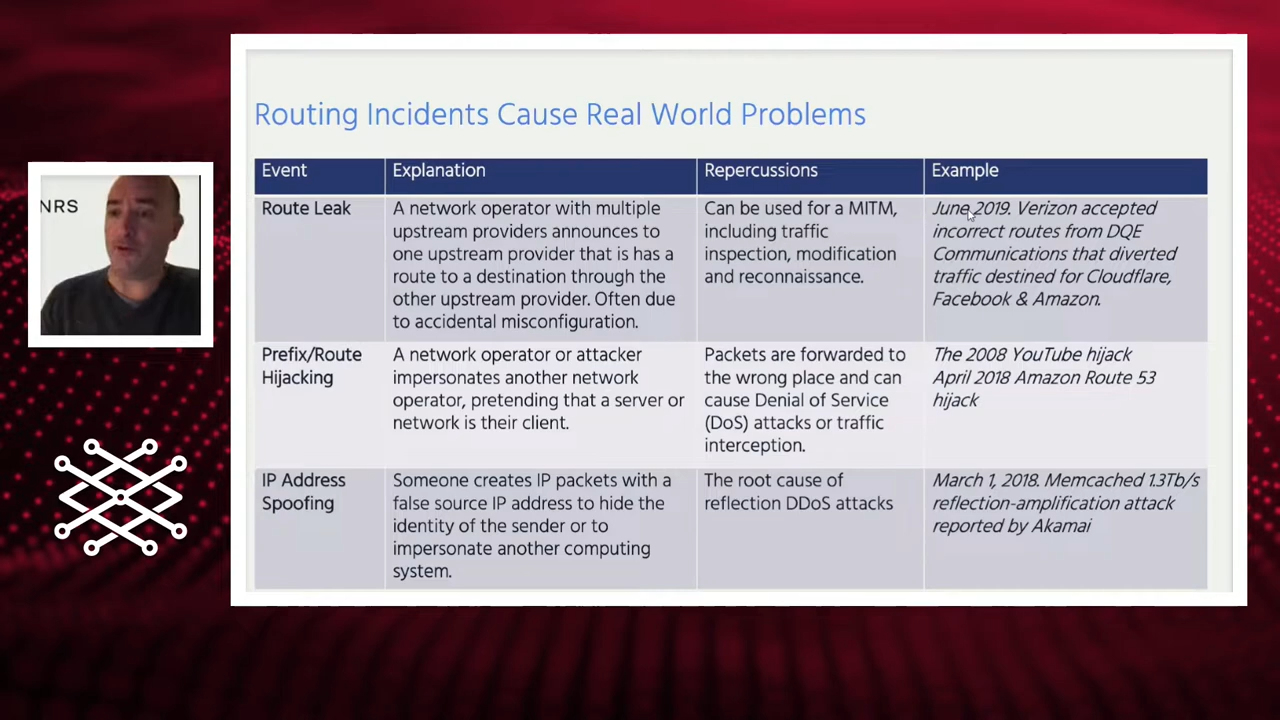 Routing Incidents Cause Real World Problems
Event
Explanation
Repercussions
Example
Route Leak
A network operator with multiple
upstream providers announces to
one upstream provider that is has a
route to a destination through the
other upstream provider. Often due
to accidental misconfiguration.
Can be used for a MITM,
including traffic
inspection, modification
and reconnaissance.
June 2019. Verizon accepted
incorrect routes from DQE
Communications that diverted
traffic destined for Cloudflare,
Facebook & Amazon.
Prefix/Route
Hijacking
A network operator or attacker
impersonates another network
operator, pretending that a server or
network is their client.
Packets are forwarded to
the wrong place and can
cause Denial of Service
(DoS) attacks or traffic
interception.
The 2008 YouTube hijack
April 2018 Amazon Route 53
hijack
IP Address
Spoofing
Someone creates IP packets with a
false source IP address to hide the
identity of the sender or to
impersonate another computing
system.
The root cause of
reflection DDoS attacks
March 1, 2018. Memcached 1.3Tb/s
reflection-amplification attack
reported by Akamai
NRS